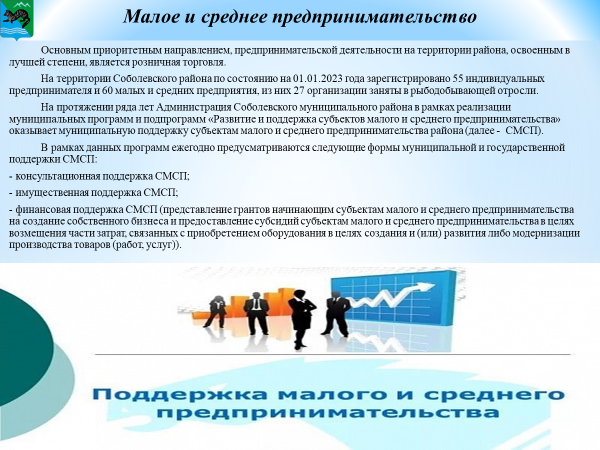 Малое и среднее предпринимательство
Основным приоритетным направлением, предпринимательской деятельности на территории района, освоенным в
лучшей степени, является розничная торговля.
На территории Соболевского района по состоянию на 01.01.2023 года зарегистрировано 55 индивидуальных
предпринимателя и 60 малых и средних предприятия, из них 27 организации заняты в рыбодобывающей отросли.
На протяжении ряда лет Администрация Соболевского муниципального района в рамках реализации
муниципальных программ и подпрограмм «Развитие и поддержка субъектов малого и среднего предпринимательства»
оказывает муниципальную поддержку субъектам малого и среднего предпринимательства района (далее - СМСП).
В рамках данных программ ежегодно предусматриваются следующие формы муниципальной и государственной
поддержки СМСП:
- консультационная поддержка СМСП;
- имущественная поддержка СМСП;
- финансовая поддержка СМСП (представление грантов начинающим субъектам малого и среднего предпринимательства
на создание собственного бизнеса и предоставление субсидий субъектам малого и среднего предпринимательства в целях
возмещения части затрат, связанных с приобретением оборудования в целях создания и (или) развития либо модернизации
производства товаров (работ, услуг)).
Поддержка малого и среднего
предпринимательства